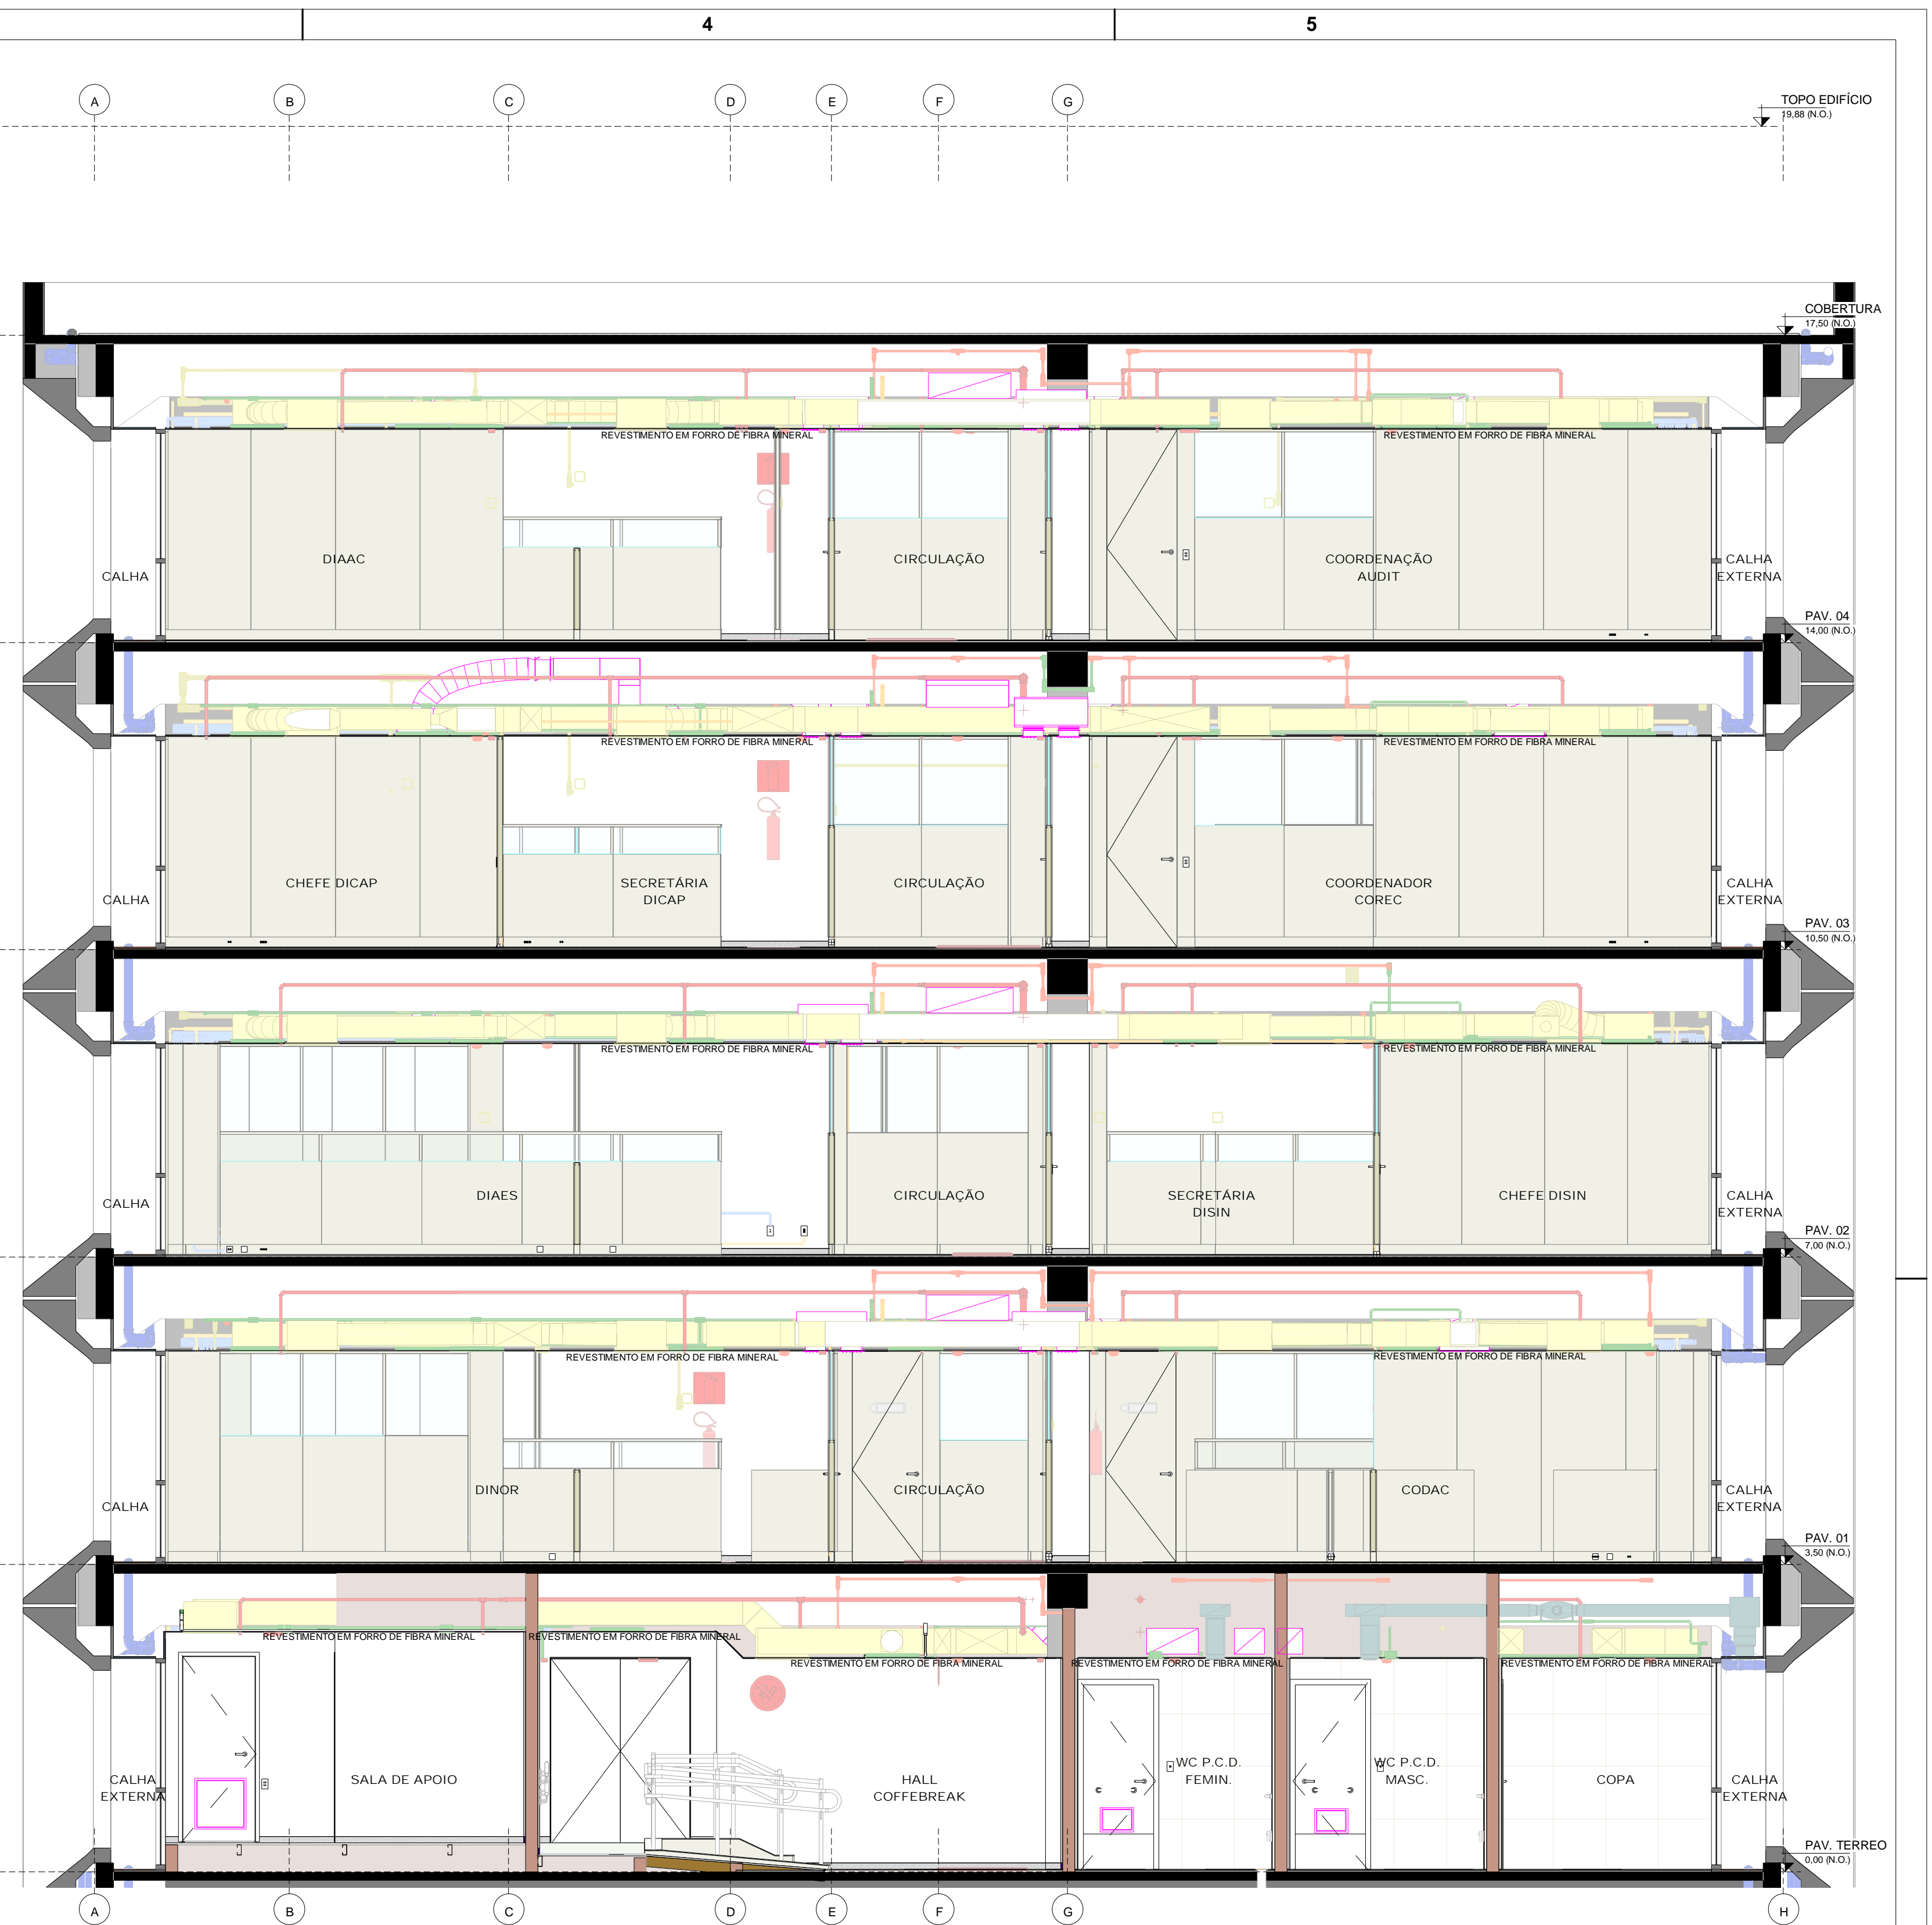 4
5
A
B
C
D
E
F
G
TOPO EDIFÍCIO
19,88 (N.O.)
COBERTURA
17,50 (N.O.)
REVESTIMENTO EM FORRO DE FIBRA MINERAL
REVESTIMENTO EM FORRO DE FIBRA MINERAL
CALHA
DIAAC
CIRCULAÇÃO
COORDENAÇÃO
AUDIT
CALHA
EXTERNA
PAV. 04
14,00 (N.O.)
REVESTIMENTO EM FORRO DE FIBRA MINERAL
REVESTIMENTO EM FORRO DE FIBRA MINERAL
CALHA
CHEFE DICAP
SECRETÁRIA
DICAP
CIRCULAÇÃO
COORDENADOR
COREC
CALHA
EXTERNA
PAV. 03
10,50 (N.O.)
REVESTIMENTO EM FORRO DE FIBRA MINERAL
REVESTIMENTO EM FORRO DE FIBRA MINERAL
CALHA
DIAES
CIRCULAÇÃO
SECRETÁRIA
DISIN
CHEFE DISIN
CALHA
EXTERNA
PAV. 02
7,00 (N.O.)
REVESTIMENTO EM FORRO DE FIBRA MINERAL
REVESTIMENTO EM FORRO DE FIBRA MINERAL
CALHA
DINOR
CIRCULAÇÃO
CODAC
CALHA
EXTERNA
PAV. 01
3,50 (N.O.)
REVESTIMENTO EM FORRO DE FIBRA MINERAL
REVESTIMENTO EM FORRO DE FIBRA MINERAL
REVESTIMENTO EM FORRO DE FIBRA MINERAL
REVESTIMENTO EM FORRO DE FIBRA MINERAL
REVESTIMENTO EM FORRO DE FIBRA MINERAL
CALHA
EXTERNA
SALA DE APOIO
HALL
COFFEBREAK
WC P.C.D.
FEMIN.
WC P.C.D.
MASC.
COPA
CALHA
EXTERNA
PAV. TERREO
0,00 (N.O.)
A
B
C
D
E
F
G
H